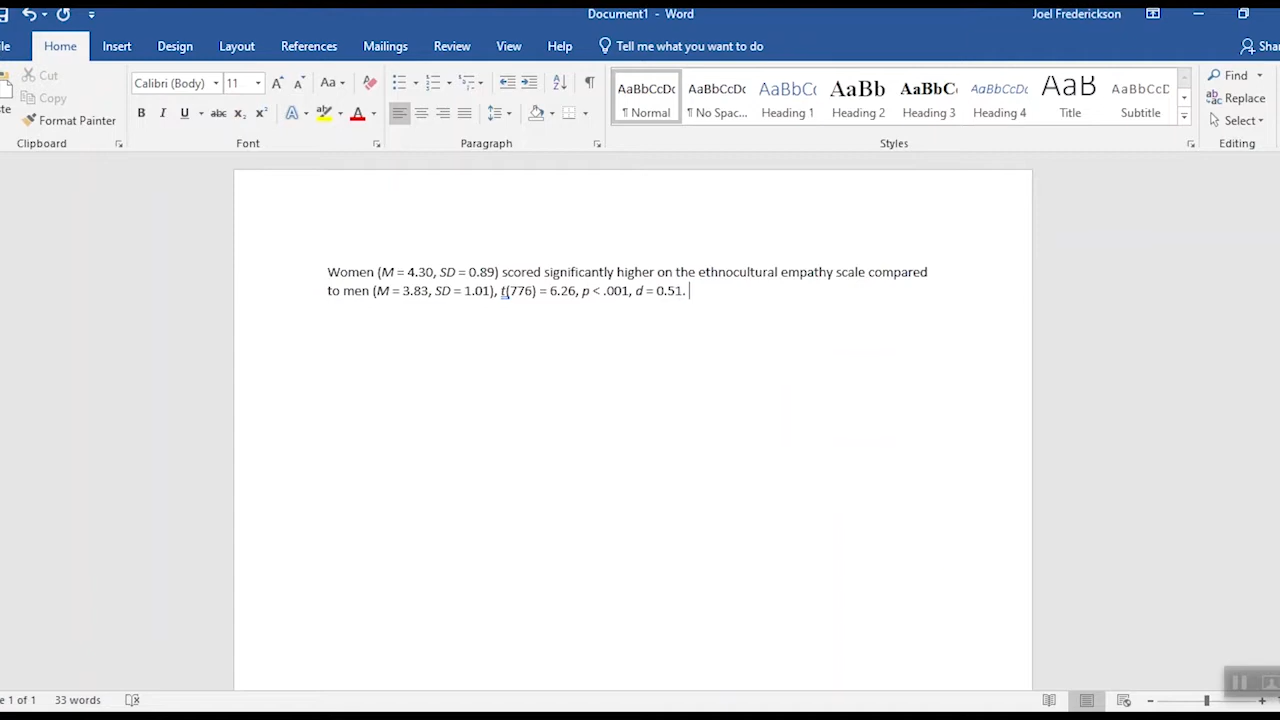 Document1 - Word
Joel Frederickson
Home Insert Design Layout References Mailings Review View Help Tell me what you want to do
Cut
Copy
Format Painter
Clipboard
Calibri (Body) 11
Font
Paragraph
AaBbCcDc AaBbCcDc AaBbCc AaBb AaBbC AaBbCcDc AaB AaBbCcD
¶ Normal ¶ No Spac... Heading 1 Heading 2 Heading 3 Heading 4 Title Subtitle
Styles
Find
Replace
Select
Editing
Women (M = 4.30, SD = 0.89) scored significantly higher on the ethnocultural empathy scale compared
to men (M = 3.83, SD = 1.01), t(776) = 6.26, p < .001, d = 0.51.
1 of 1 33 words